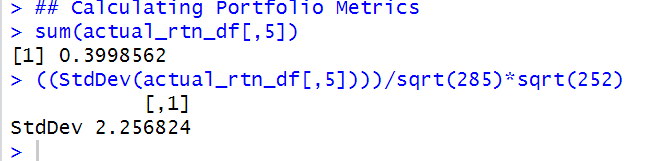 > ## Calculating Portfolio Metrics
> sum(actual_rtn_df[,5])
[1] 0.3998562
> ((StdDev(actual_rtn_df[,5])))/sqrt(285)*sqrt(252)
[,1]
StdDev 2.256824
>